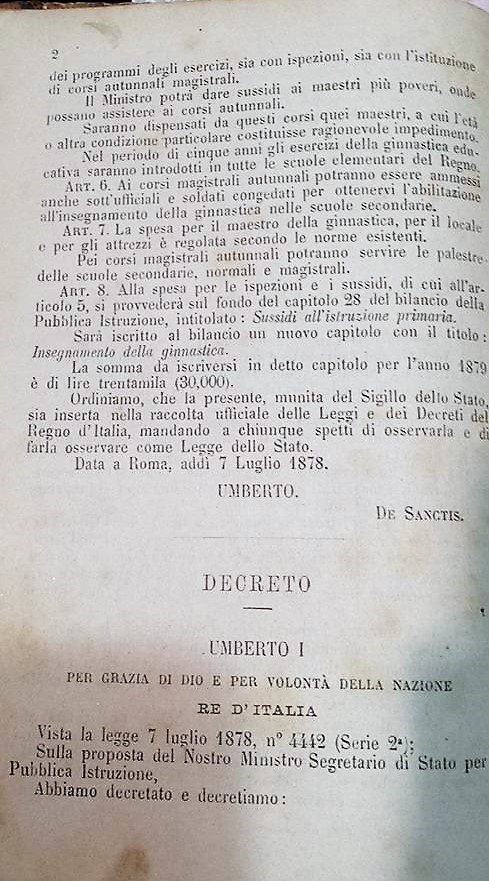 2
dei programmi degli esercizi, sia con ispezioni, sia con l'istituzione
di corsi autunnali magistrali.
Il Ministro potrà dare sussidi ai maestri più poveri, onde
possano assistere ai corsi autunnali.
Saranno dispensati da questi corsi quei maestri, a cui l'età
o altra condizione particolare costituisse ragionevole impedimento.
Nel periodo di cinque anni gli esercizi della ginnastica edu-
cativa saranno introdotti in tutte le scuole elementari del Regno.
ART. 6. Ai corsi magistrali autunnali potranno essere ammessi
anche sott'ufficiali e soldati congedati per ottenervi l'abilitazione
all'insegnamento della ginnastica nelle scuole secondarie.
ART. 7. La spesa per il maestro della ginnastica, per il locale
e per gli attrezzi è regolata secondo le norme esistenti.
Pei corsi magistrali autunnali potranno servire le palestre
delle scuole secondarie, normali e magistrali.
ART. 8. Alla spesa per le ispezioni e i sussidi, di cui all'ar-
ticolo 5, si provvederà sul fondo del capitolo 28 del bilancio della
Pubblica Istruzione, intitolato: Sussidi all'istruzione primaria.
Sarà iscritto al bilancio un nuovo capitolo con il titolo:
Insegnamento della ginnastica.
La somma da iscriversi in detto capitolo per l'anno 1879
è di lire trentamila (30,000).
Ordiniamo, che la presente, munita del Sigillo dello Stato,
sia inserta nella raccolta ufficiale delle Leggi e dei Decreti del
Regno d'Italia, mandando a chiunque spetti di osservarla e di
farla osservare come Legge dello Stato.
Data a Roma, addì 7 Luglio 1878.
UMBERTO.
DE SANCTIS.
DECRETO
UMBERTO I
PER GRAZIA DI DIO E PER VOLONTÀ DELLA NAZIONE
RE D'ITALIA
Vista la legge 7 luglio 1878, n° 4442 (Serie 2ª);
Sulla proposta del Nostro Ministro Segretario di Stato per
Pubblica Istruzione,
Abbiamo decretato e decretiamo: